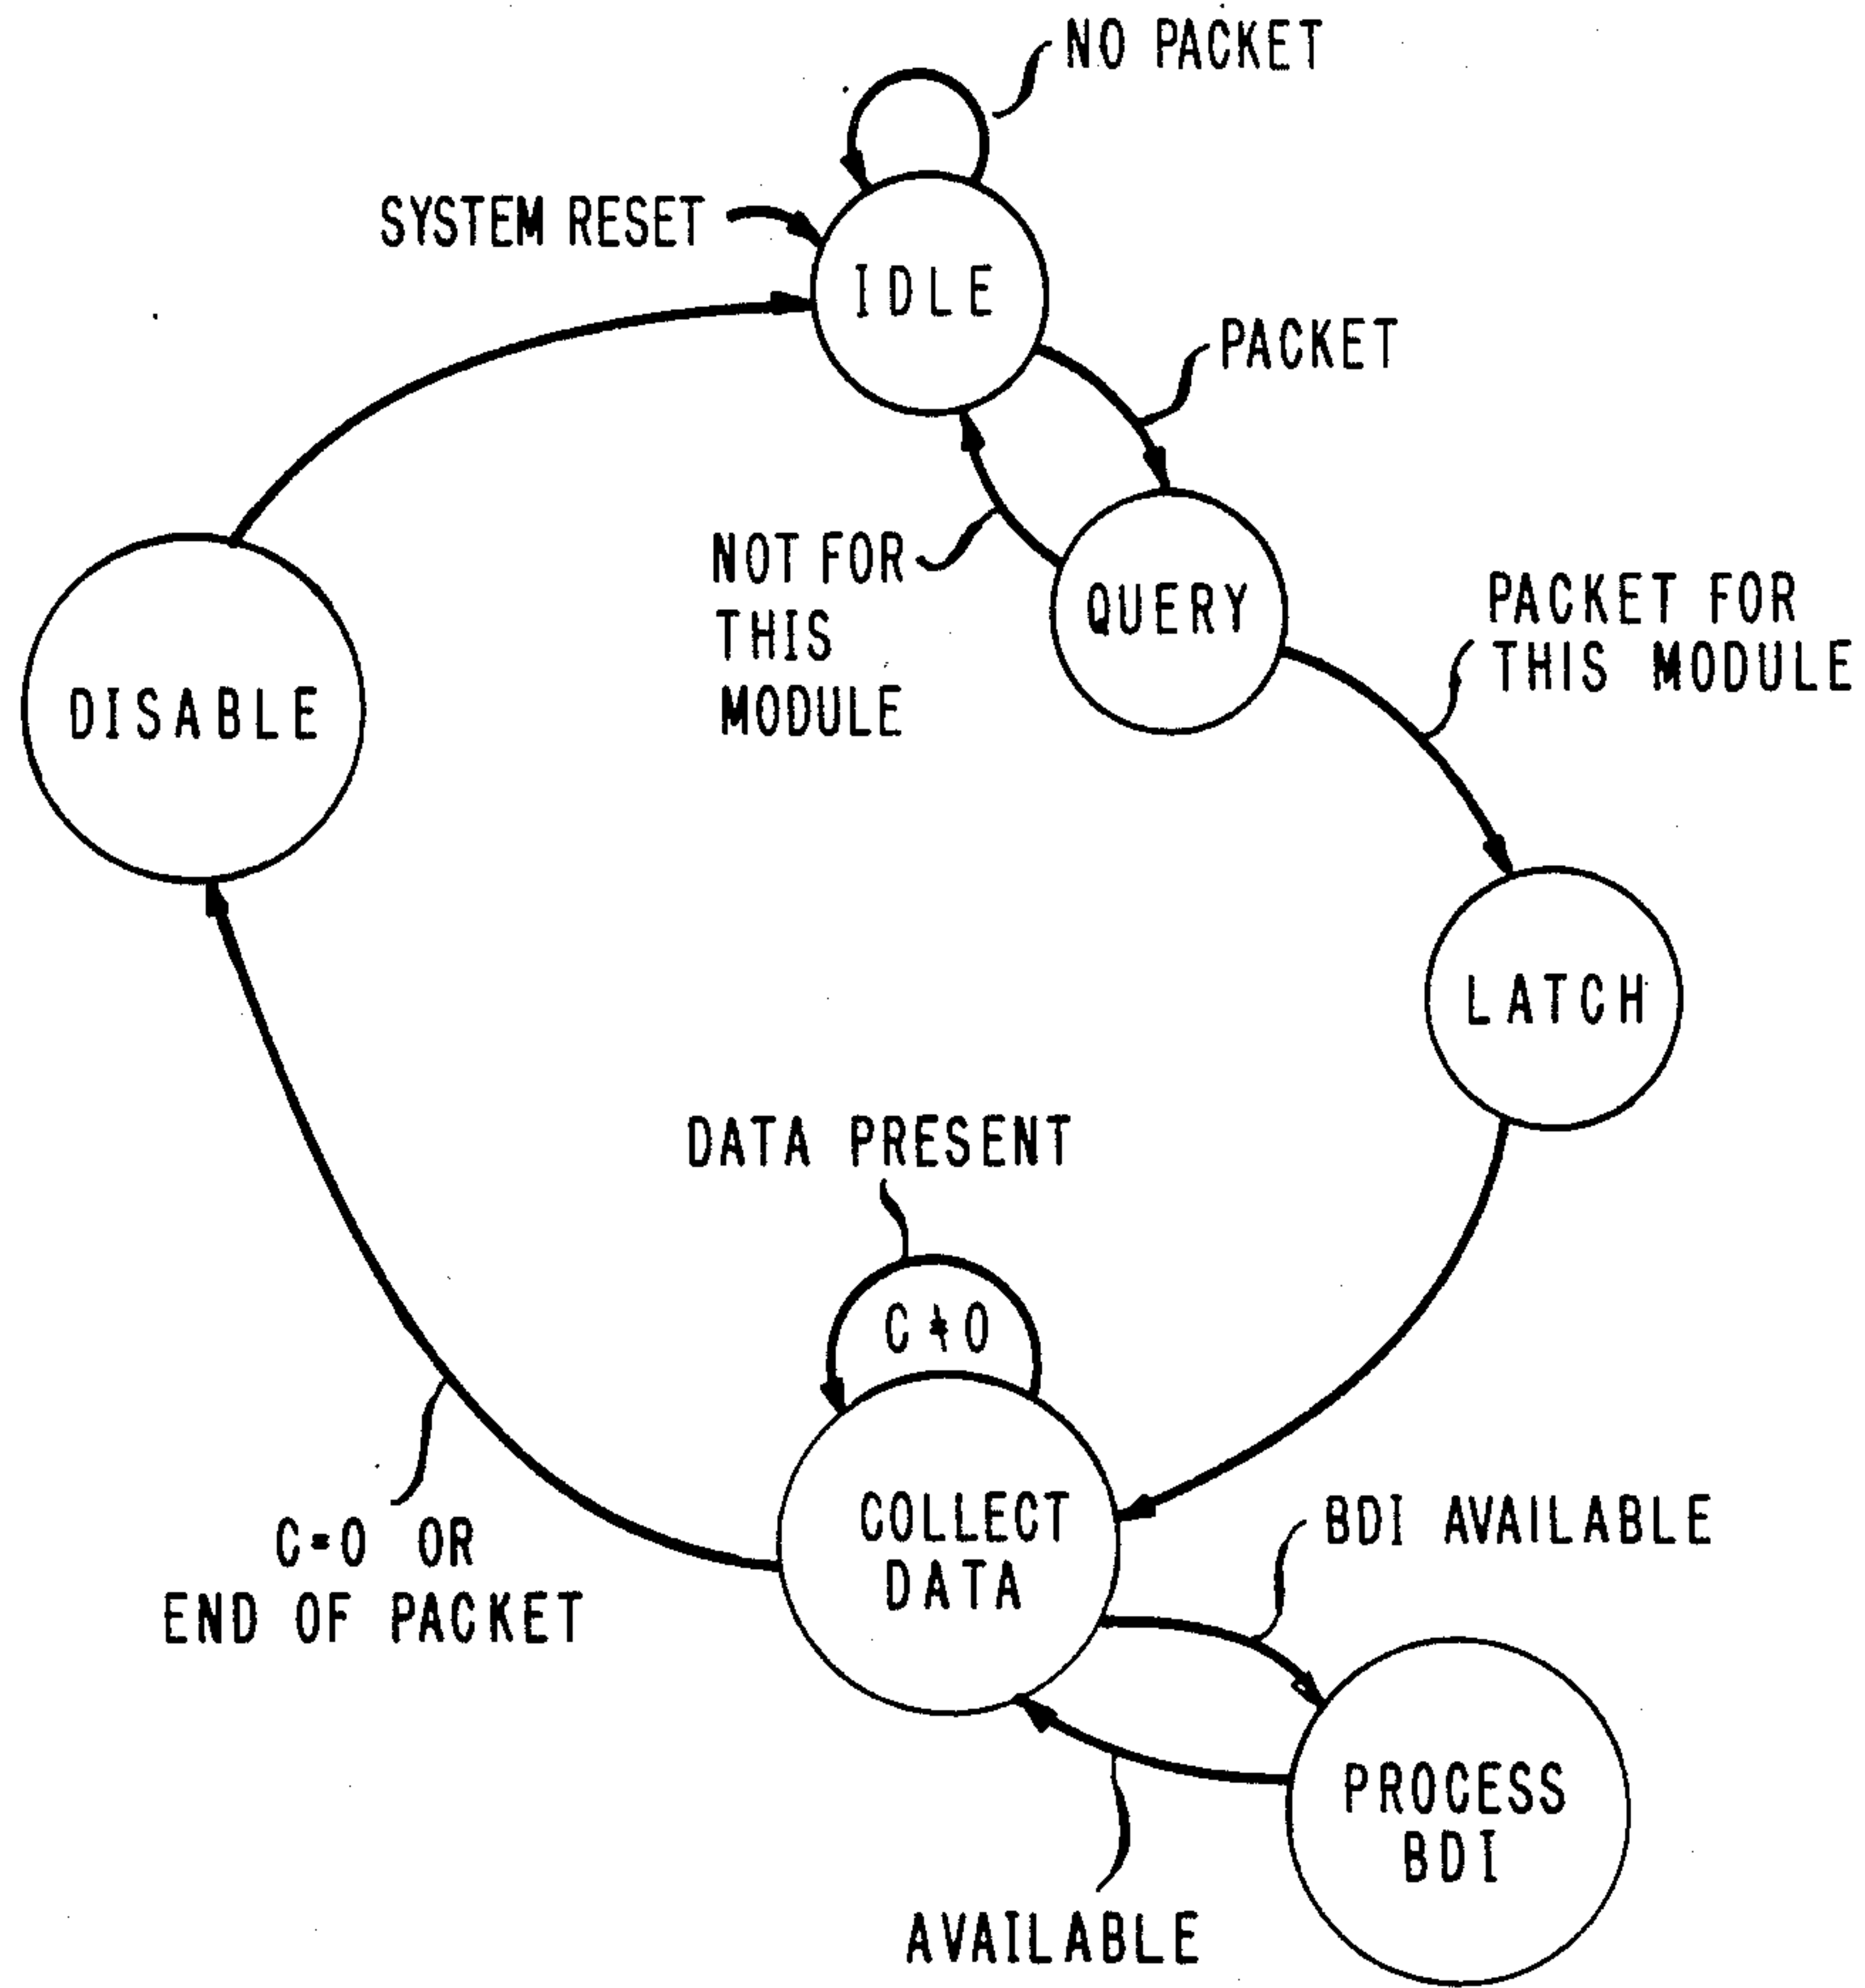 NO PACKET
SYSTEM RESET
IDLE
PACKET
NOT FOR
THIS
MODULE
QUERY
PACKET FOR
THIS MODULE
DISABLE
LATCH
DATA PRESENT
C ≠ 0
COLLECT
DATA
C=0 OR
END OF PACKET
BDI AVAILABLE
PROCESS
BDI
AVAILABLE